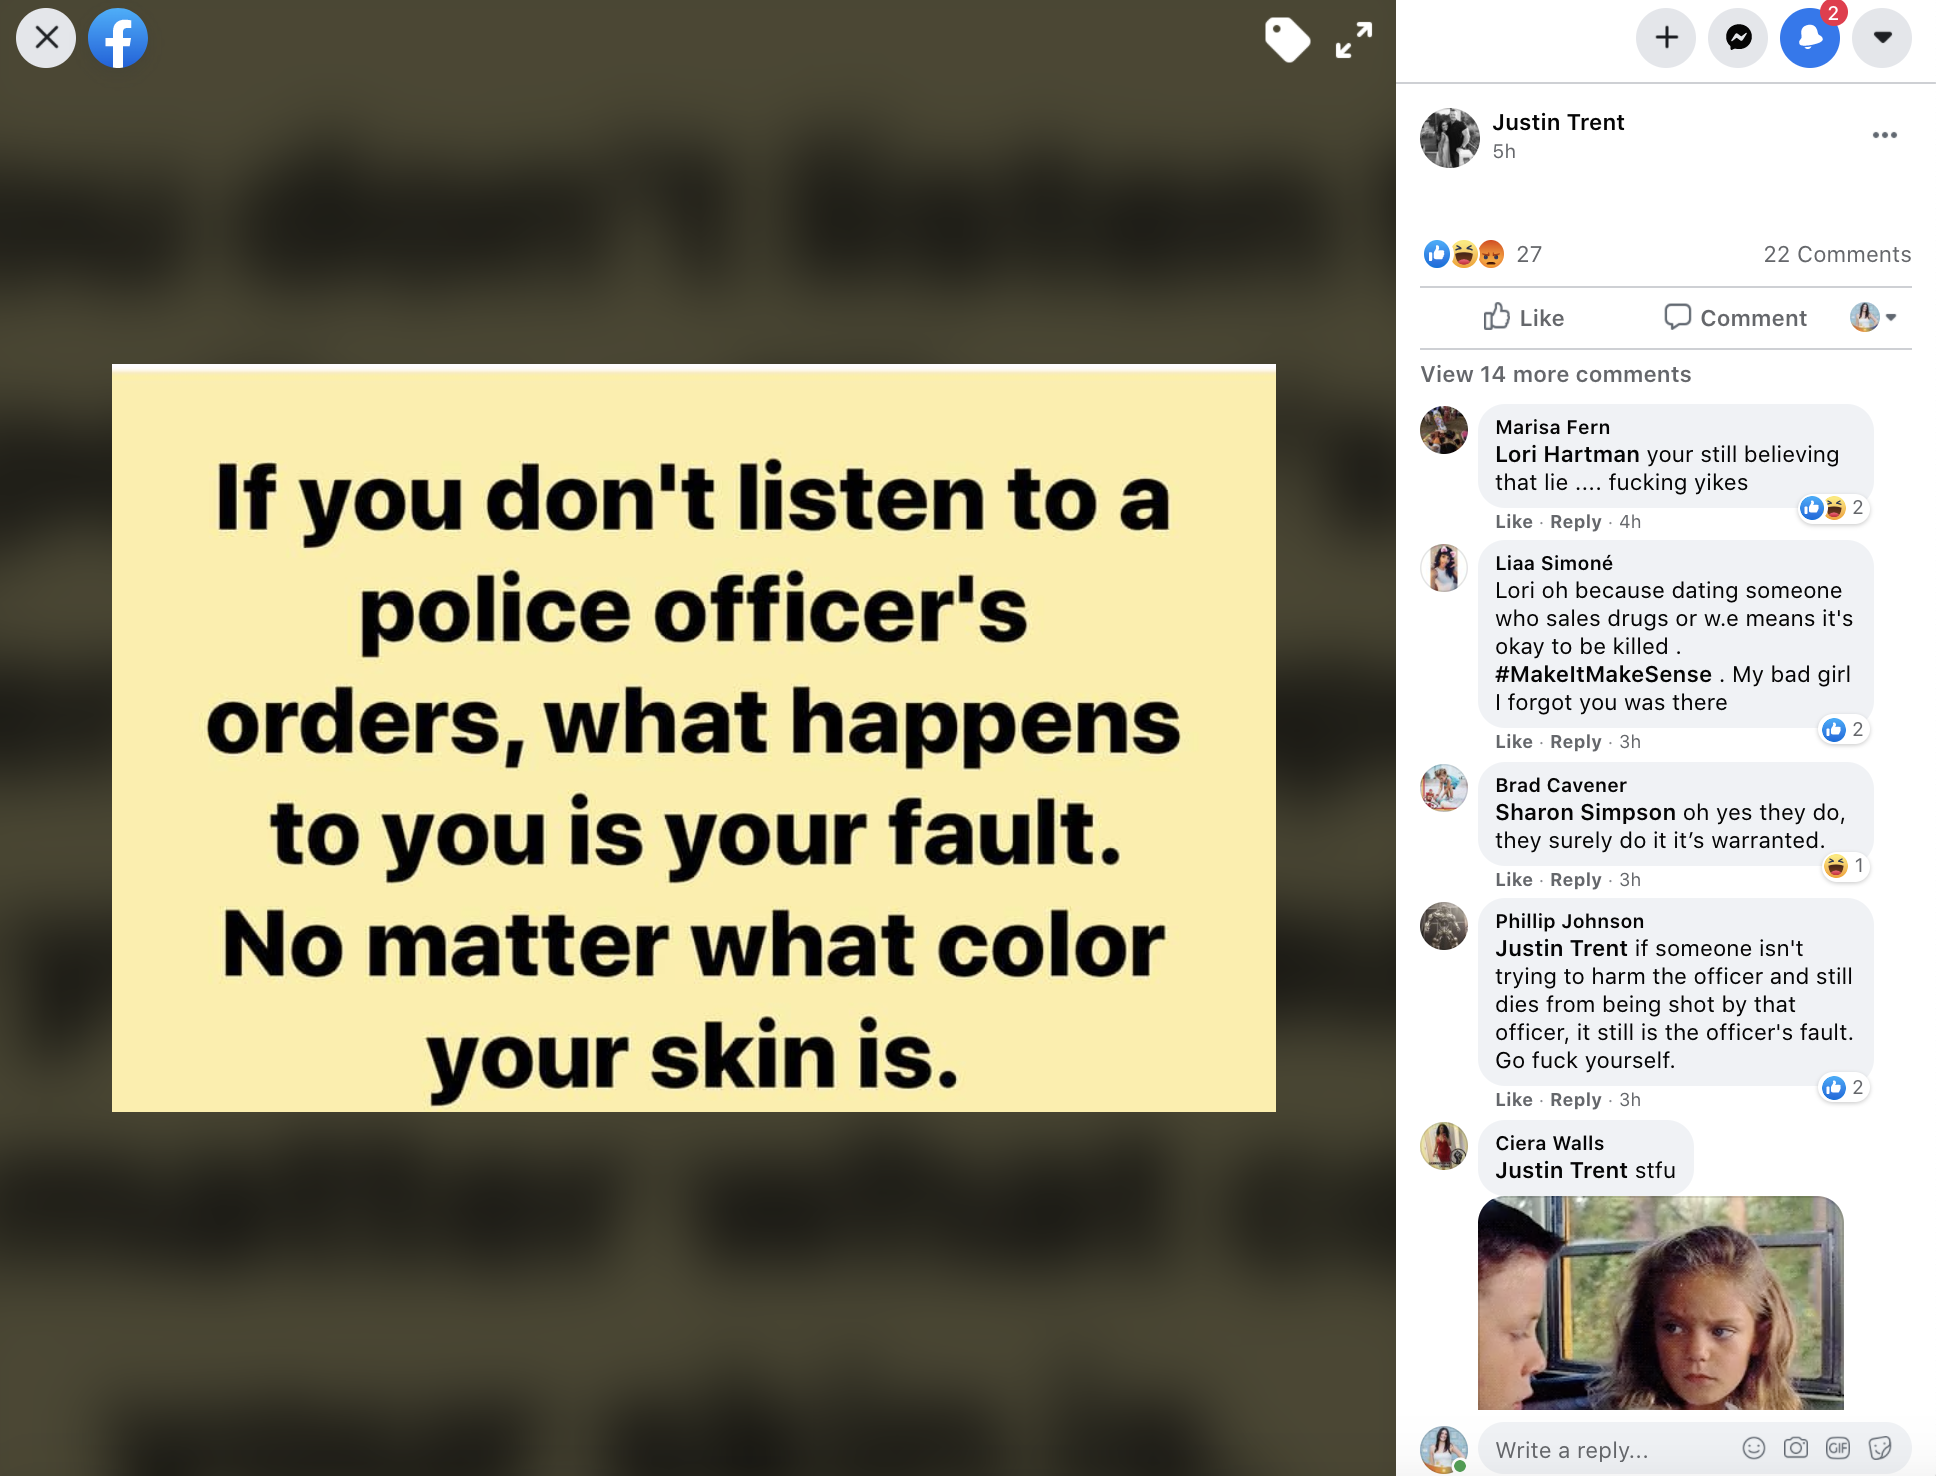 2
Justin Trent
5h
27
22 Comments
Like
Comment
View 14 more comments
If you don't listen to a
police officer's
orders, what happens
to you is your fault.
No matter what color
your skin is.
Marisa Fern
Lori Hartman your still believing
that lie .... fucking yikes
2
Like · Reply · 4h
Liaa Simoné
Lori oh because dating someone
who sales drugs or w.e means it's
okay to be killed .
#MakeItMakeSense . My bad girl
I forgot you was there
2
Like · Reply · 3h
Brad Cavener
Sharon Simpson oh yes they do,
they surely do it it’s warranted.
1
Like · Reply · 3h
Phillip Johnson
Justin Trent if someone isn't
trying to harm the officer and still
dies from being shot by that
officer, it still is the officer's fault.
Go fuck yourself.
2
Like · Reply · 3h
Ciera Walls
Justin Trent stfu
Write a reply...
GIF